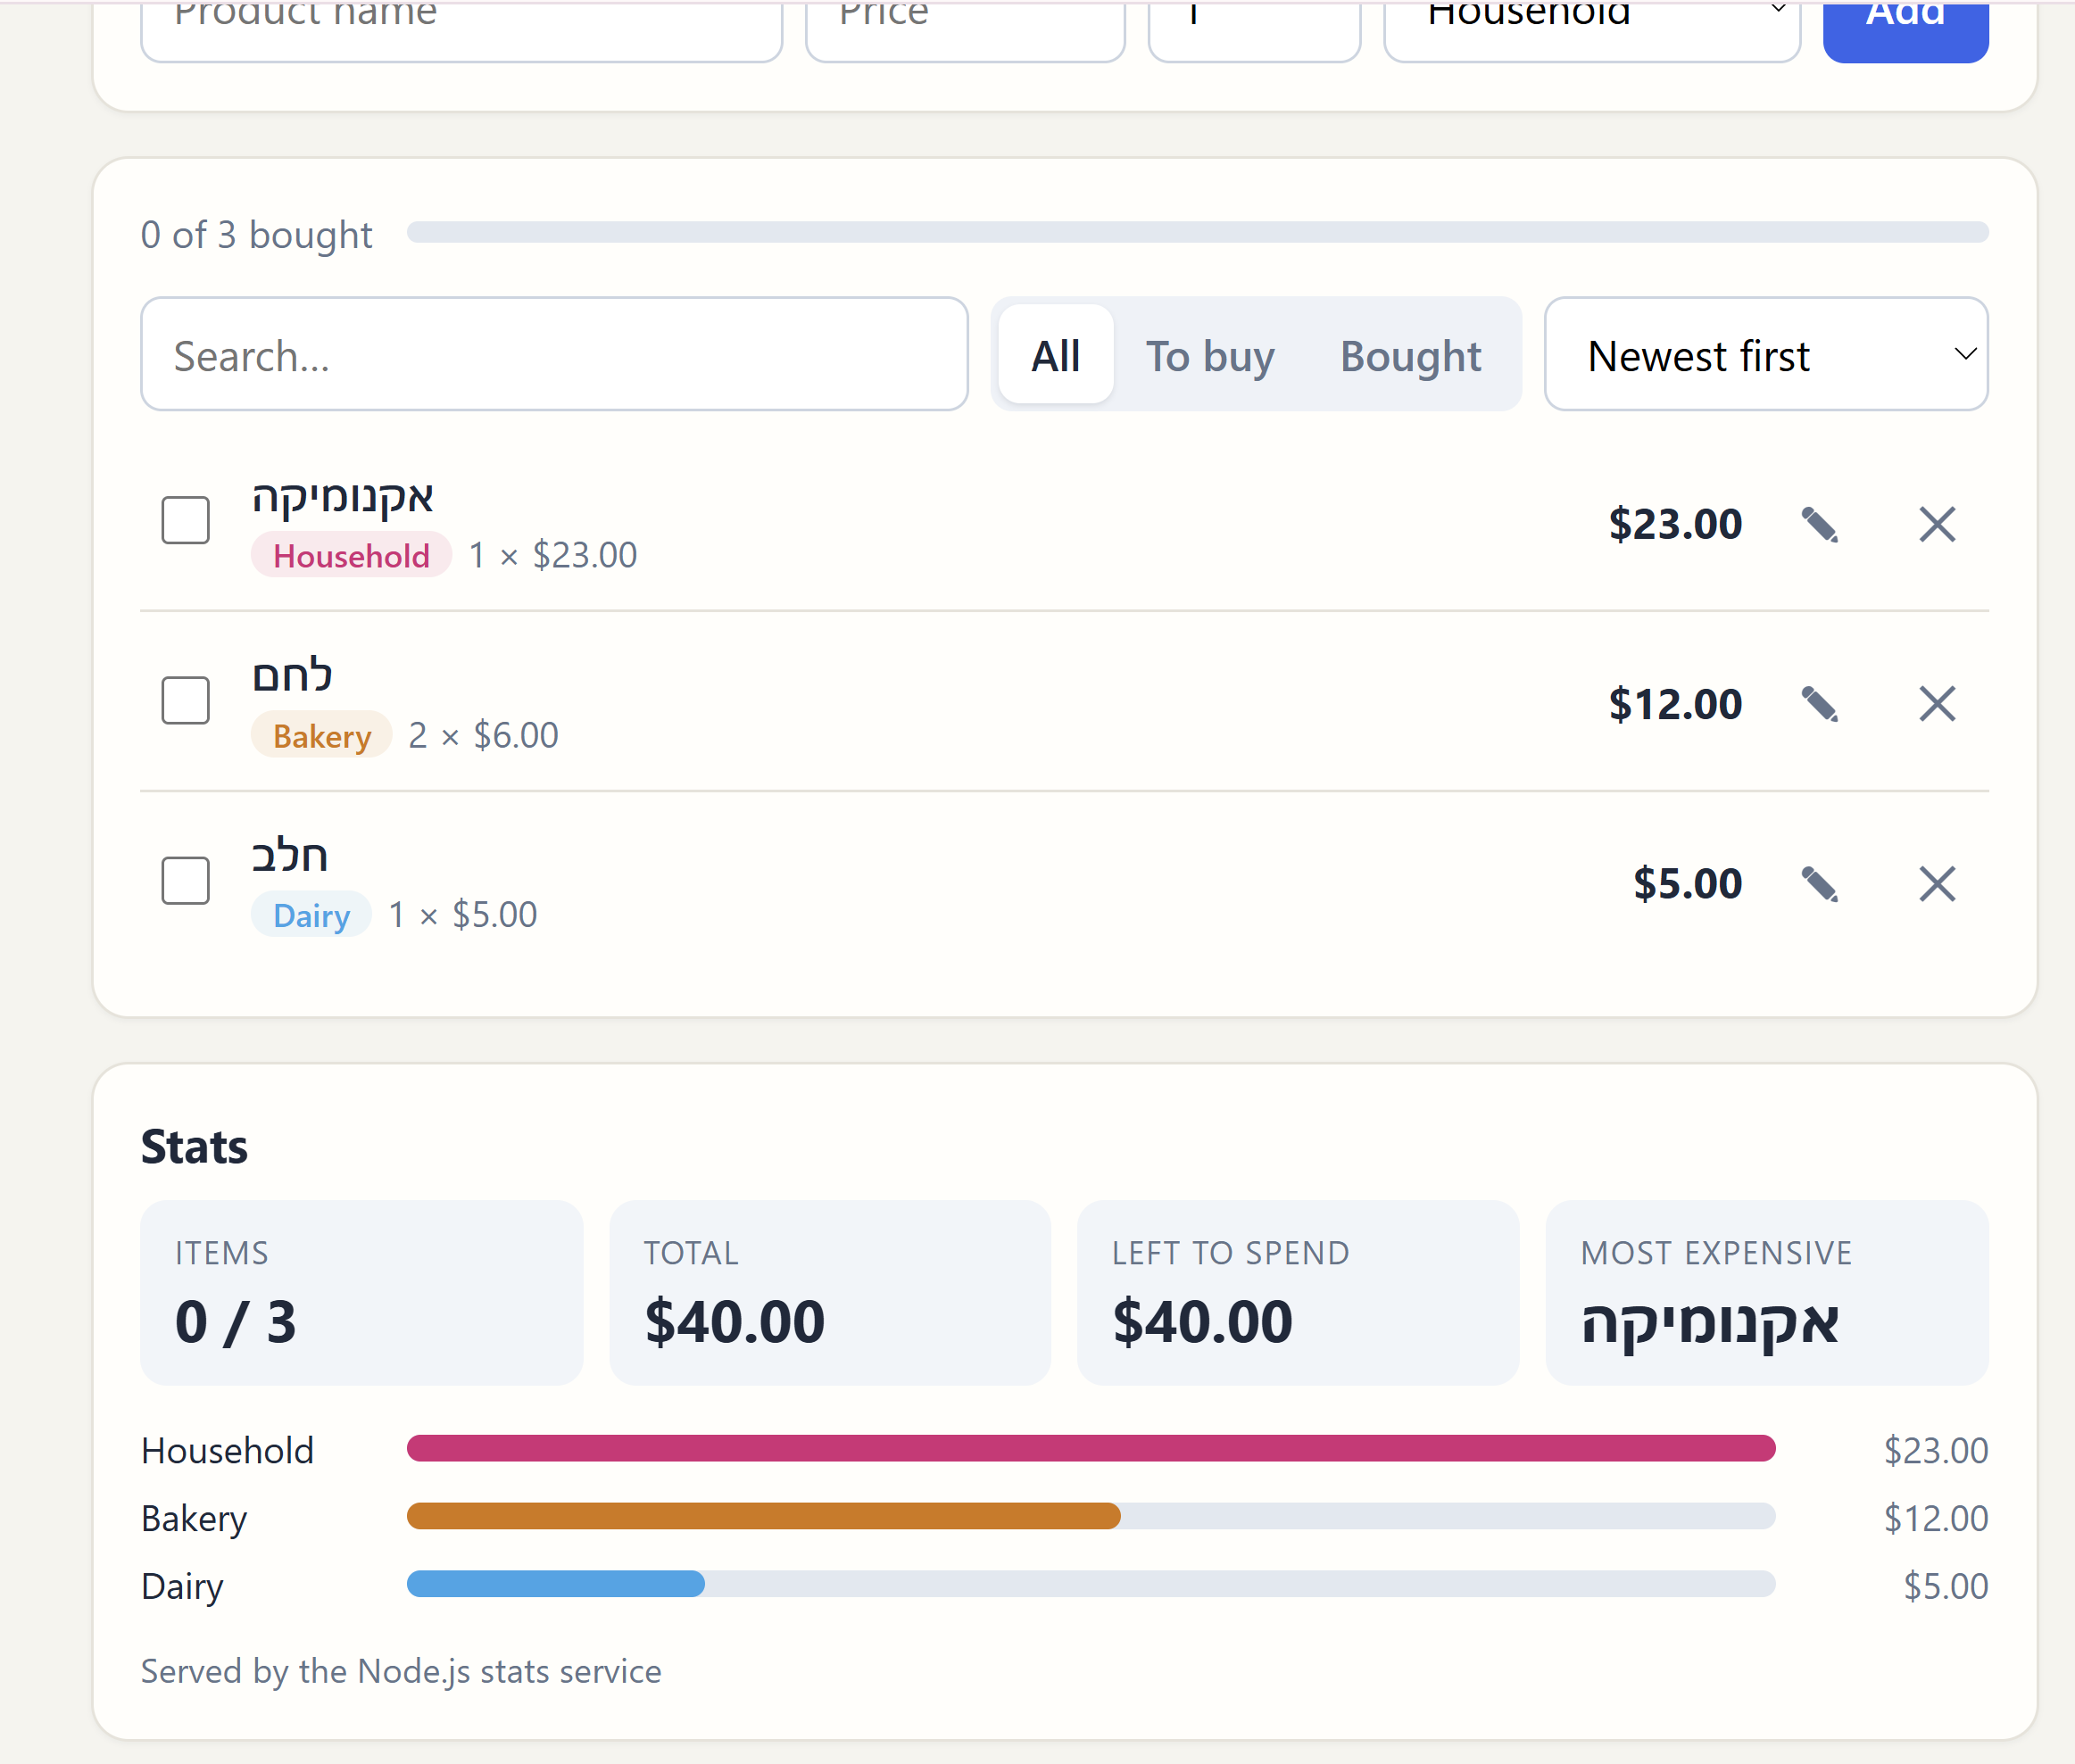 Product name Price 1 Household Add
0 of 3 bought
Search... All To buy Bought Newest first
אקנומיקה
Household 1 × $23.00
$23.00
לחם
Bakery 2 × $6.00
$12.00
חלב
Dairy 1 × $5.00
$5.00
Stats
ITEMS
0 / 3
TOTAL
$40.00
LEFT TO SPEND
$40.00
MOST EXPENSIVE
אקנומיקה
Household $23.00
Bakery $12.00
Dairy $5.00
Served by the Node.js stats service